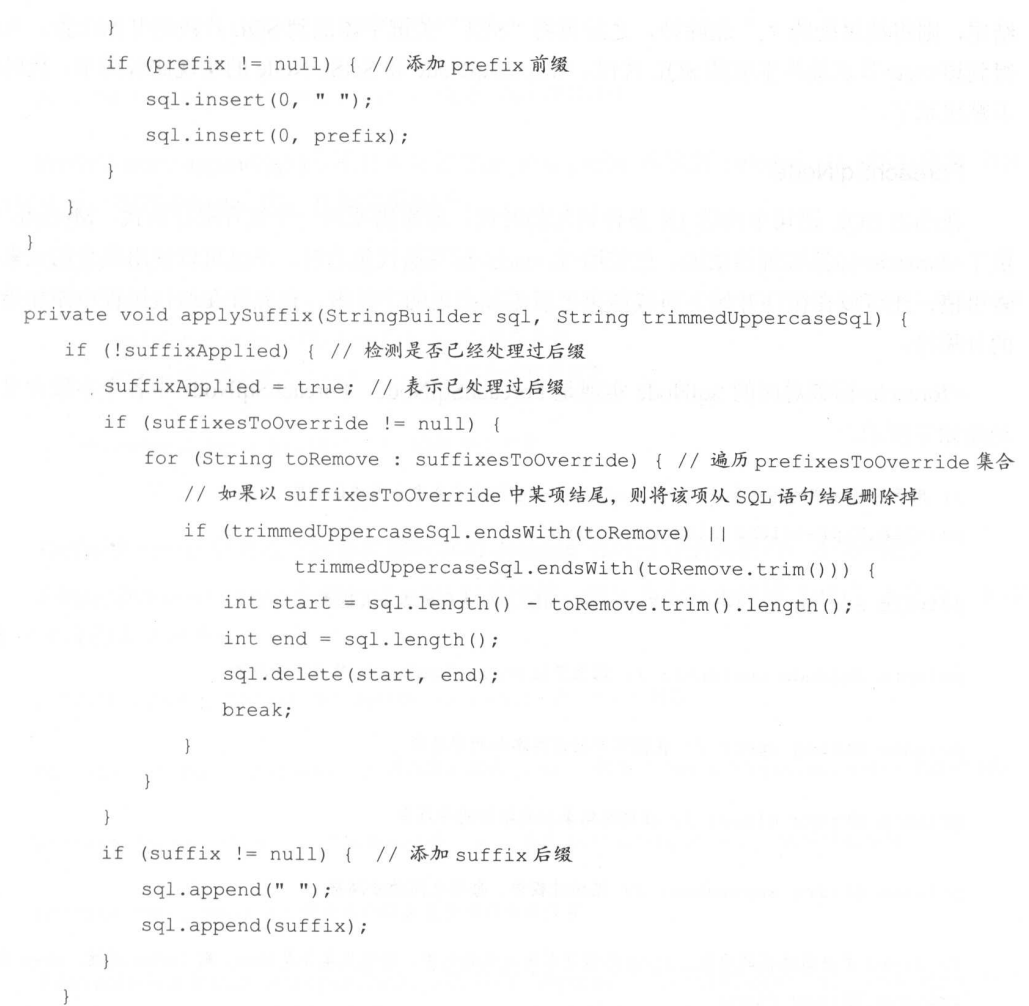 }
if (prefix != null) { // 添加 prefix 前缀
sql.insert(0, " ");
sql.insert(0, prefix);
}
}
}
private void applySuffix(StringBuilder sql, String trimmedUppercaseSql) {
if (!suffixApplied) { // 检测是否已经处理过后缀
suffixApplied = true; // 表示已处理过后缀
if (suffixesToOverride != null) {
for (String toRemove : suffixesToOverride) { // 遍历 prefixesToOverride 集合
// 如果以 suffixesToOverride 中某项结尾，则将该项从 SQL 语句结尾删除掉
if (trimmedUppercaseSql.endsWith(toRemove) ||
trimmedUppercaseSql.endsWith(toRemove.trim())) {
int start = sql.length() - toRemove.trim().length();
int end = sql.length();
sql.delete(start, end);
break;
}
}
}
if (suffix != null) { // 添加 suffix 后缀
sql.append(" ");
sql.append(suffix);
}
}